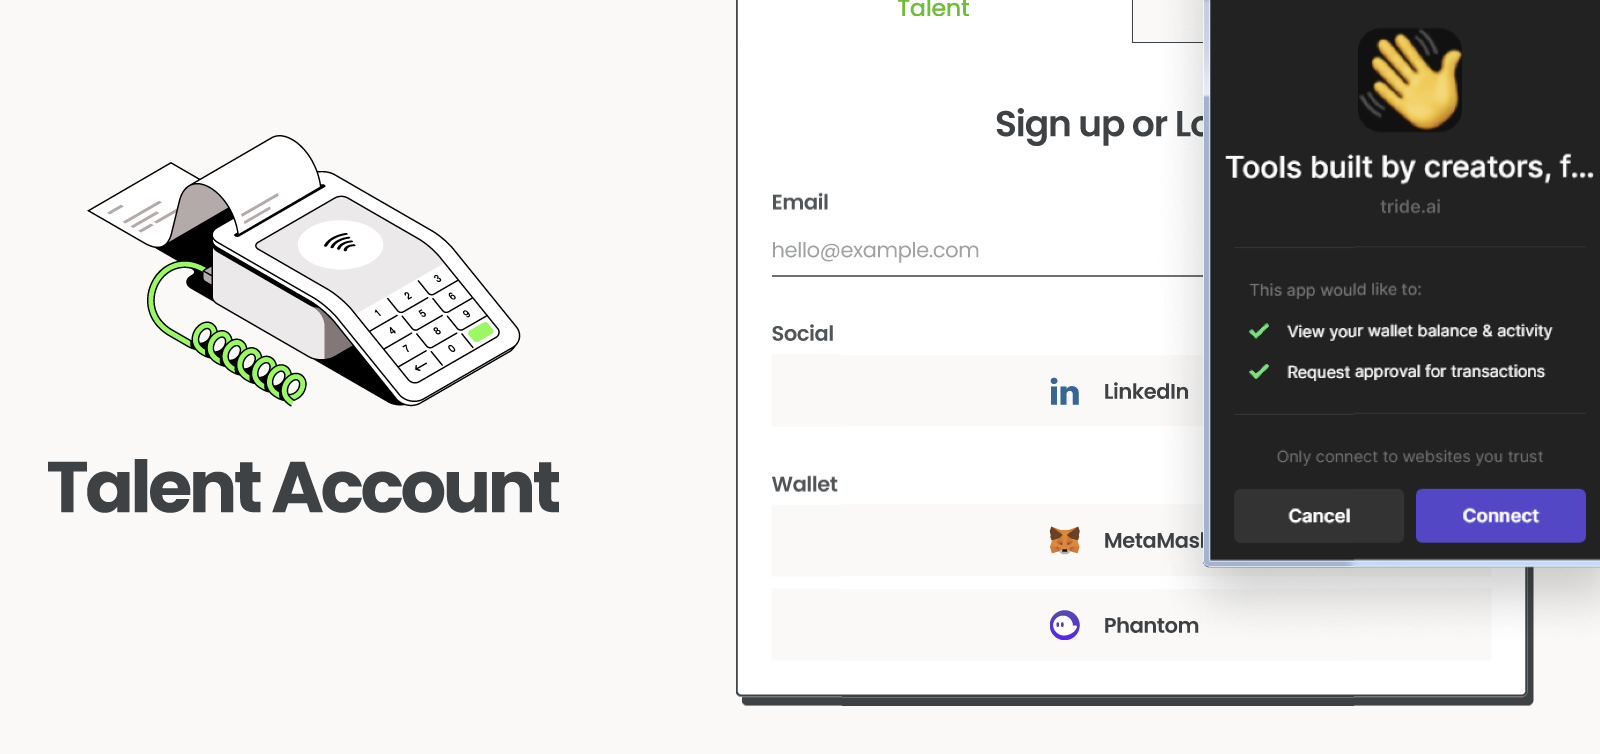 Talent
Sign up or Lo
Email
hello@example.com
Social
LinkedIn
Wallet
MetaMask
Phantom
Talent Account
1 2 3
4 5 6
7 8 9
← 0
Tools built by creators, f...
tride.ai
This app would like to:
View your wallet balance & activity
Request approval for transactions
Only connect to websites you trust
Cancel
Connect